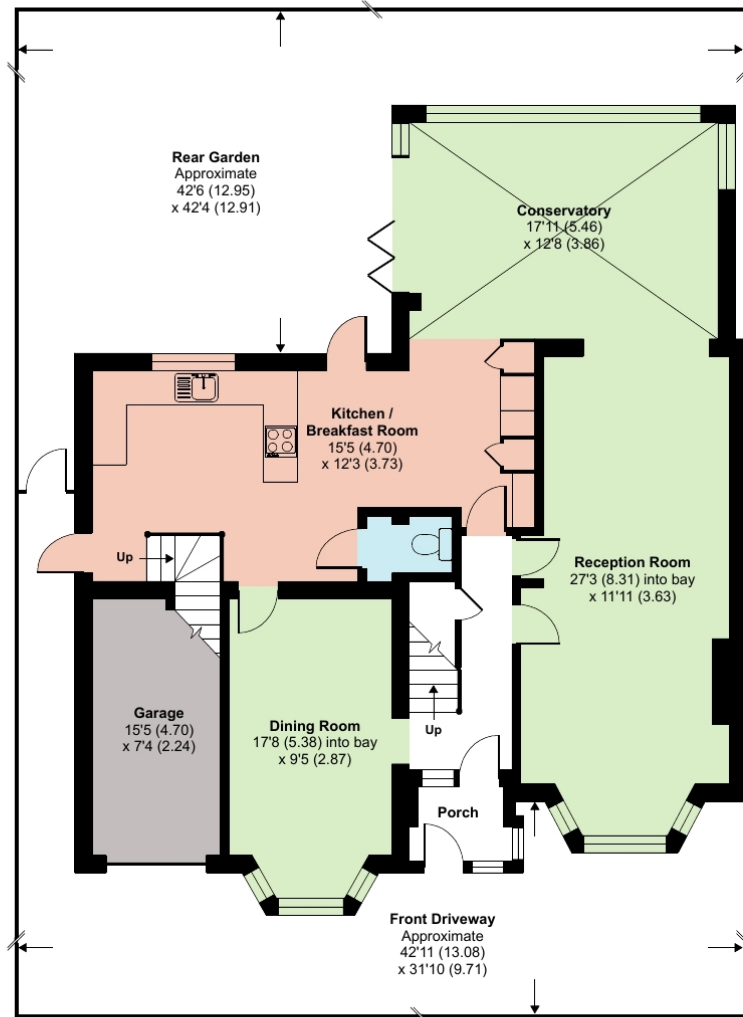 Rear Garden
Approximate
42'6 (12.95)
x 42'4 (12.91)
Conservatory
17'11 (5.46)
x 12'8 (3.86)
Kitchen /
Breakfast Room
15'5 (4.70)
x 12'3 (3.73)
Up
Reception Room
27'3 (8.31) into bay
x 11'11 (3.63)
Garage
15'5 (4.70)
x 7'4 (2.24)
Dining Room
17'8 (5.38) into bay
x 9'5 (2.87)
Up
Porch
Front Driveway
Approximate
42'11 (13.08)
x 31'10 (9.71)